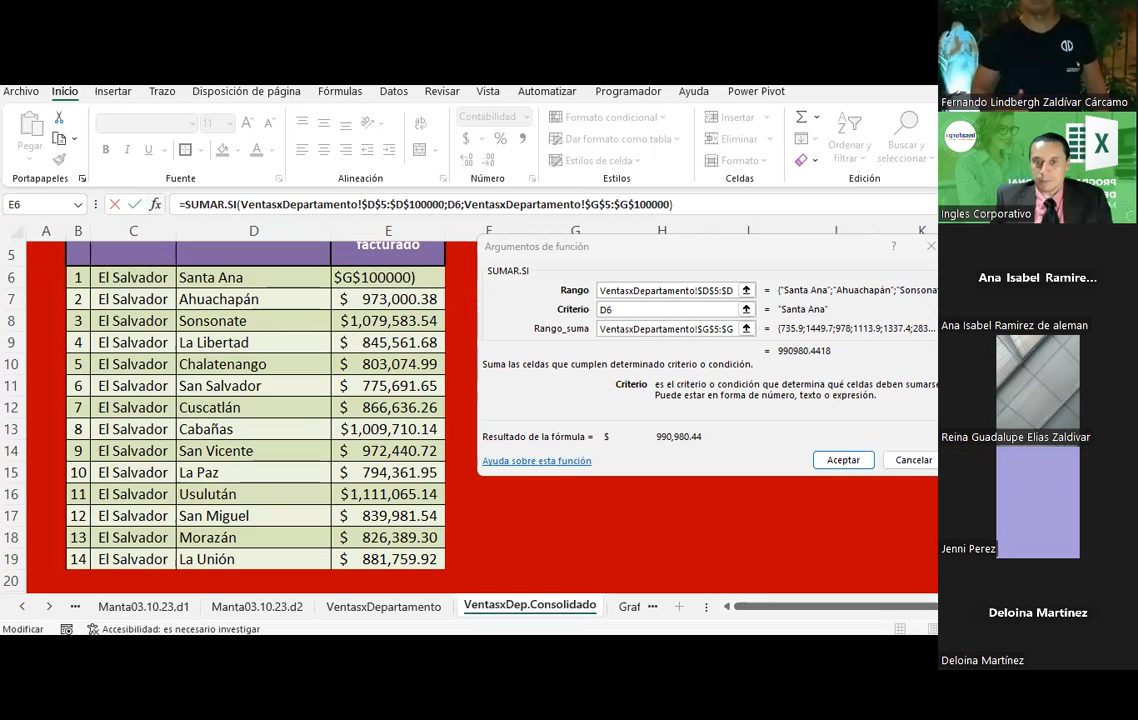 Archivo Inicio Insertar Trazo Disposición de página Fórmulas Datos Revisar Vista Automatizar Programador Ayuda Power Pivot
Pegar
11
Contabilidad
Formato condicional
Dar formato como tabla
Estilos de celda
Insertar
Eliminar
Formato
Ordenar y filtrar
Buscar y seleccionar
Portapapeles Fuente Alineación Número Estilos Celdas Edición
E6 =SUMAR.SI(VentasxDepartamento!$D$5:$D$100000;D6;VentasxDepartamento!$G$5:$G$100000)
A B C D E F G H K
5 facturado
6 1 El Salvador Santa Ana $G$100000)
7 2 El Salvador Ahuachapán $ 973,000.38
8 3 El Salvador Sonsonate $1,079,583.54
9 4 El Salvador La Libertad $ 845,561.68
10 5 El Salvador Chalatenango $ 803,074.99
11 6 El Salvador San Salvador $ 775,691.65
12 7 El Salvador Cuscatlán $ 866,636.26
13 8 El Salvador Cabañas $1,009,710.14
14 9 El Salvador San Vicente $ 972,440.72
15 10 El Salvador La Paz $ 794,361.95
16 11 El Salvador Usulután $1,111,065.14
17 12 El Salvador San Miguel $ 839,981.54
18 13 El Salvador Morazán $ 826,389.30
19 14 El Salvador La Unión $ 881,759.92
20
Argumentos de función ?
SUMAR.SI
Rango VentasxDepartamento!$D$5:$D = {"Santa Ana";"Ahuachapán";"Sonsonat
Criterio D6 = "Santa Ana"
Rango_suma VentasxDepartamento!$G$5:$G = {735.9;1449.7;978;1113.9;1337.4;283...
= 990980.4418
Suma las celdas que cumplen determinado criterio o condición.
Criterio es el criterio o condición que determina qué celdas deben sumarse
Puede estar en forma de número, texto o expresión.
Resultado de la fórmula = $ 990,980.44
Ayuda sobre esta función Aceptar Cancelar
... Manta03.10.23,d1 Manta03.10.23.d2 VentasxDepartamento VentasxDep.Consolidado Graf ...
Modificar Accesibilidad: es necesario investigar
Fernando Lindbergh Zaldívar Cárcamo
Ingles Corporativo
Ana Isabel Ramire...
Ana Isabel Ramirez de aleman
Reina Guadalupe Elias Zaldivar
Jenni Perez
Deloina Martínez
Deloina Martínez